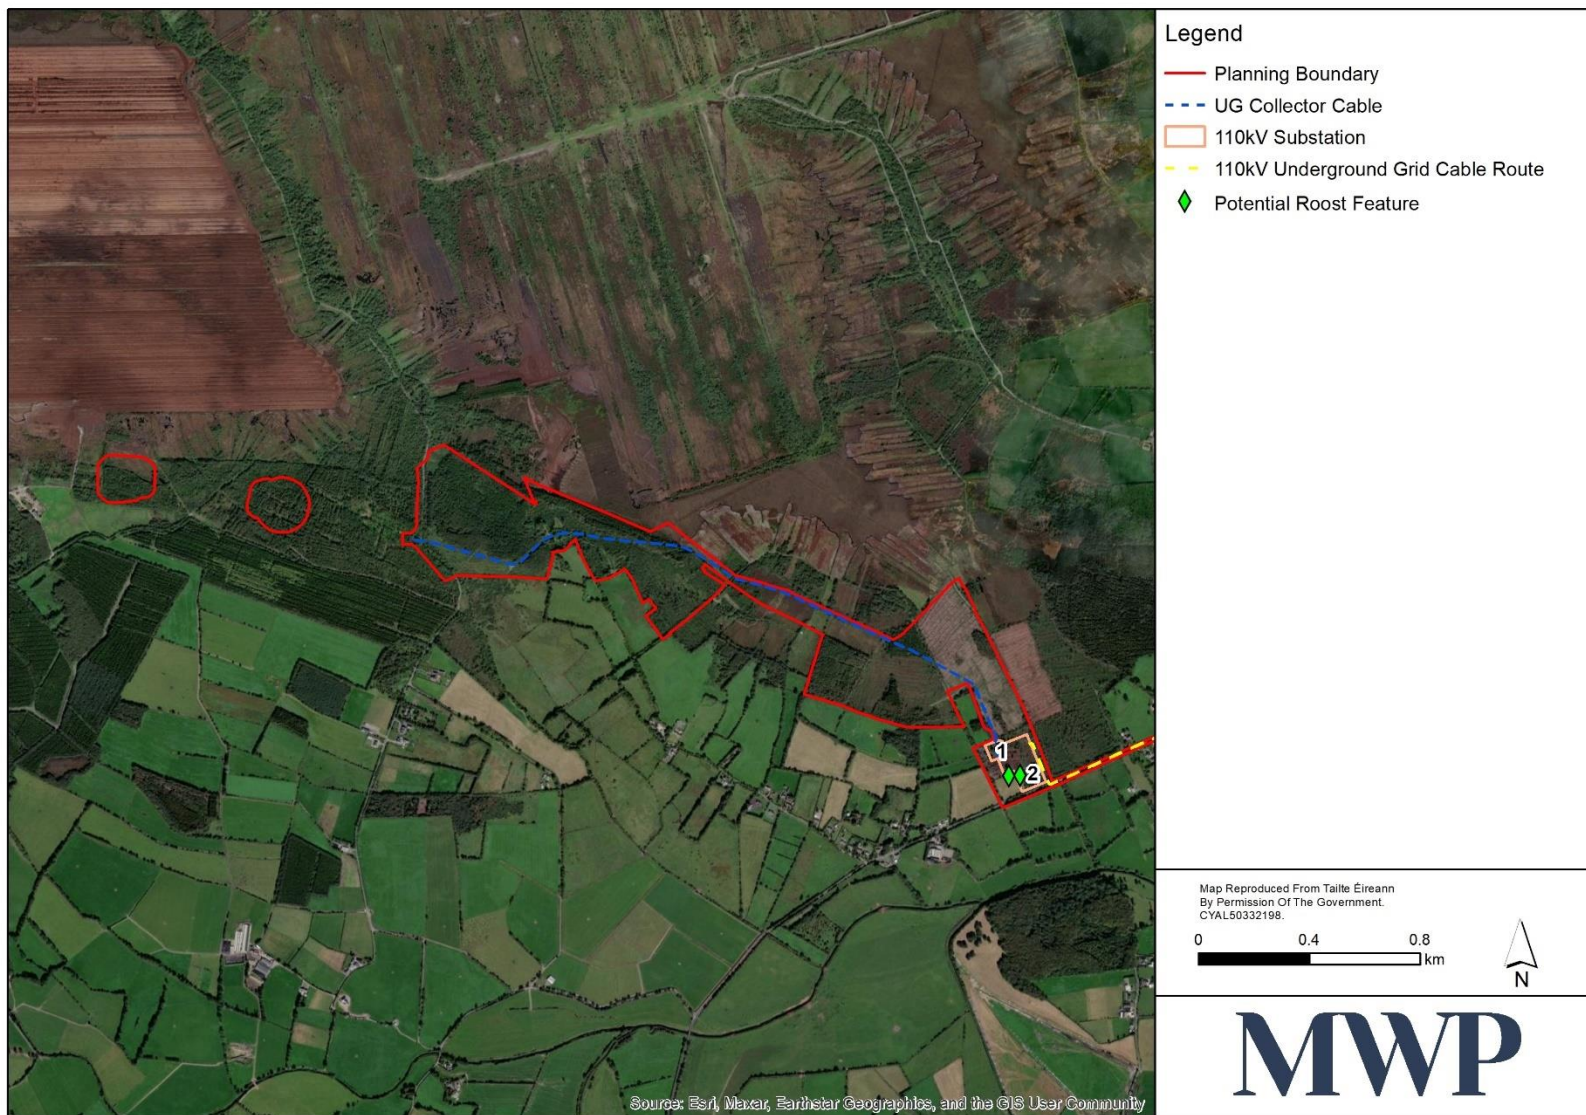 Legend
Planning Boundary
UG Collector Cable
110kV Substation
110kV Underground Grid Cable Route
Potential Roost Feature
1
2
Map Reproduced From Tailte Éireann
By Permission Of The Government.
CYAL50332198.
0 0.4 0.8
km
N
MWP
Source: Esri, Maxar, Earthstar Geographics, and the GIS User Community